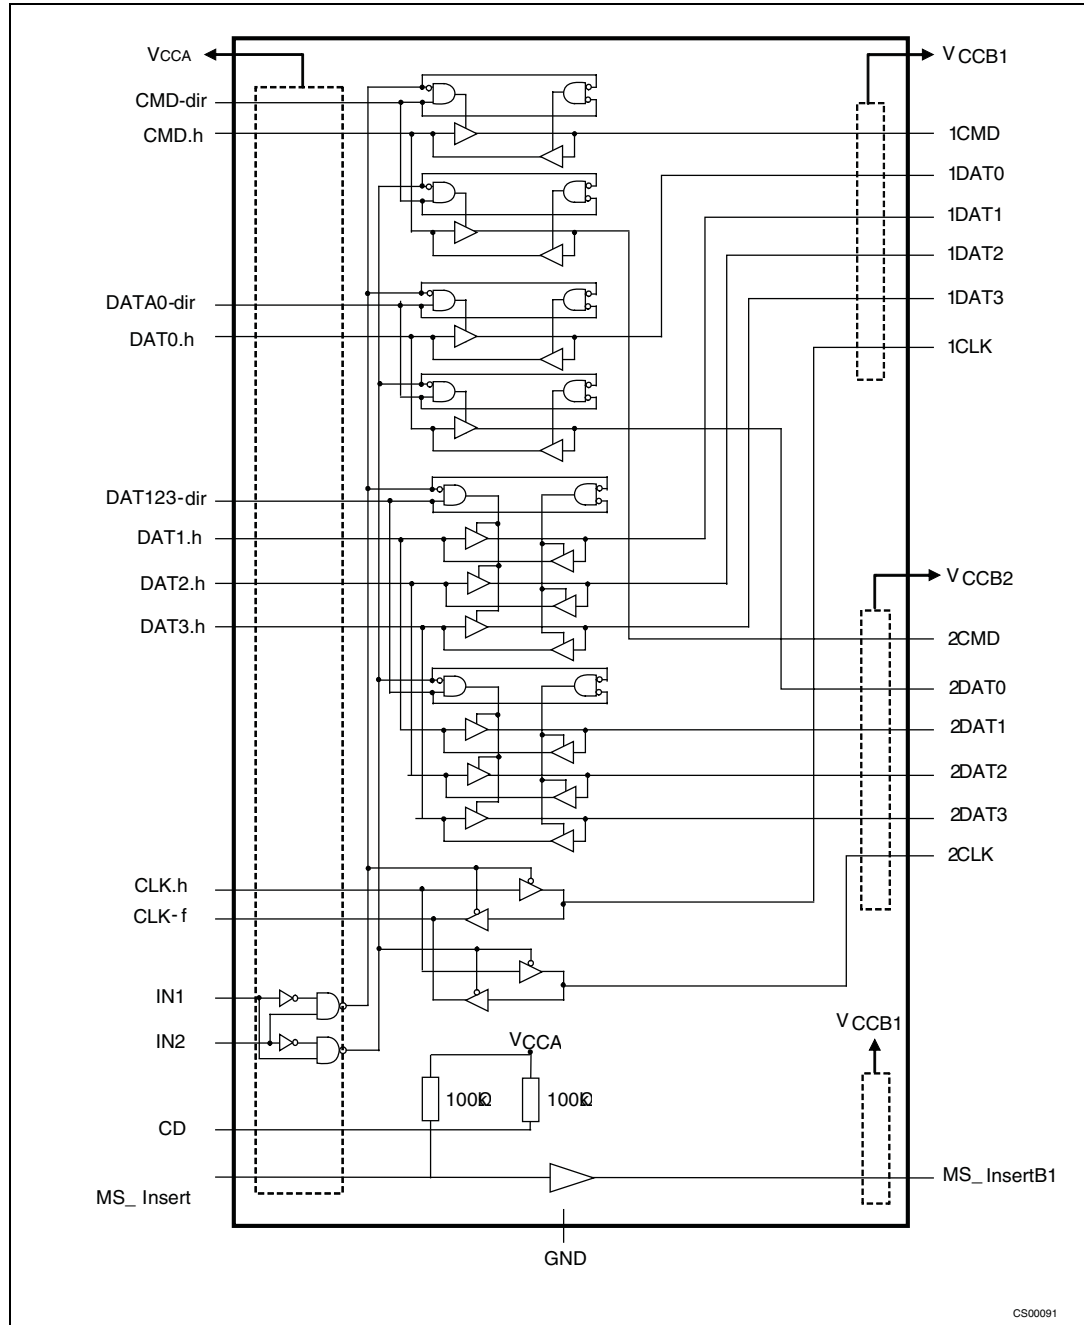 VCCA
CMD-dir
CMD.h
DATA0-dir
DAT0.h
DAT123-dir
DAT1.h
DAT2.h
DAT3.h
CLK.h
CLK-f
IN1
IN2
CD
MS_ Insert
VCCA
100kΩ
100kΩ
GND
VCCB1
1CMD
1DAT0
1DAT1
1DAT2
1DAT3
1CLK
VCCB2
2CMD
2DAT0
2DAT1
2DAT2
2DAT3
2CLK
VCCB1
MS_ InsertB1
CS00091